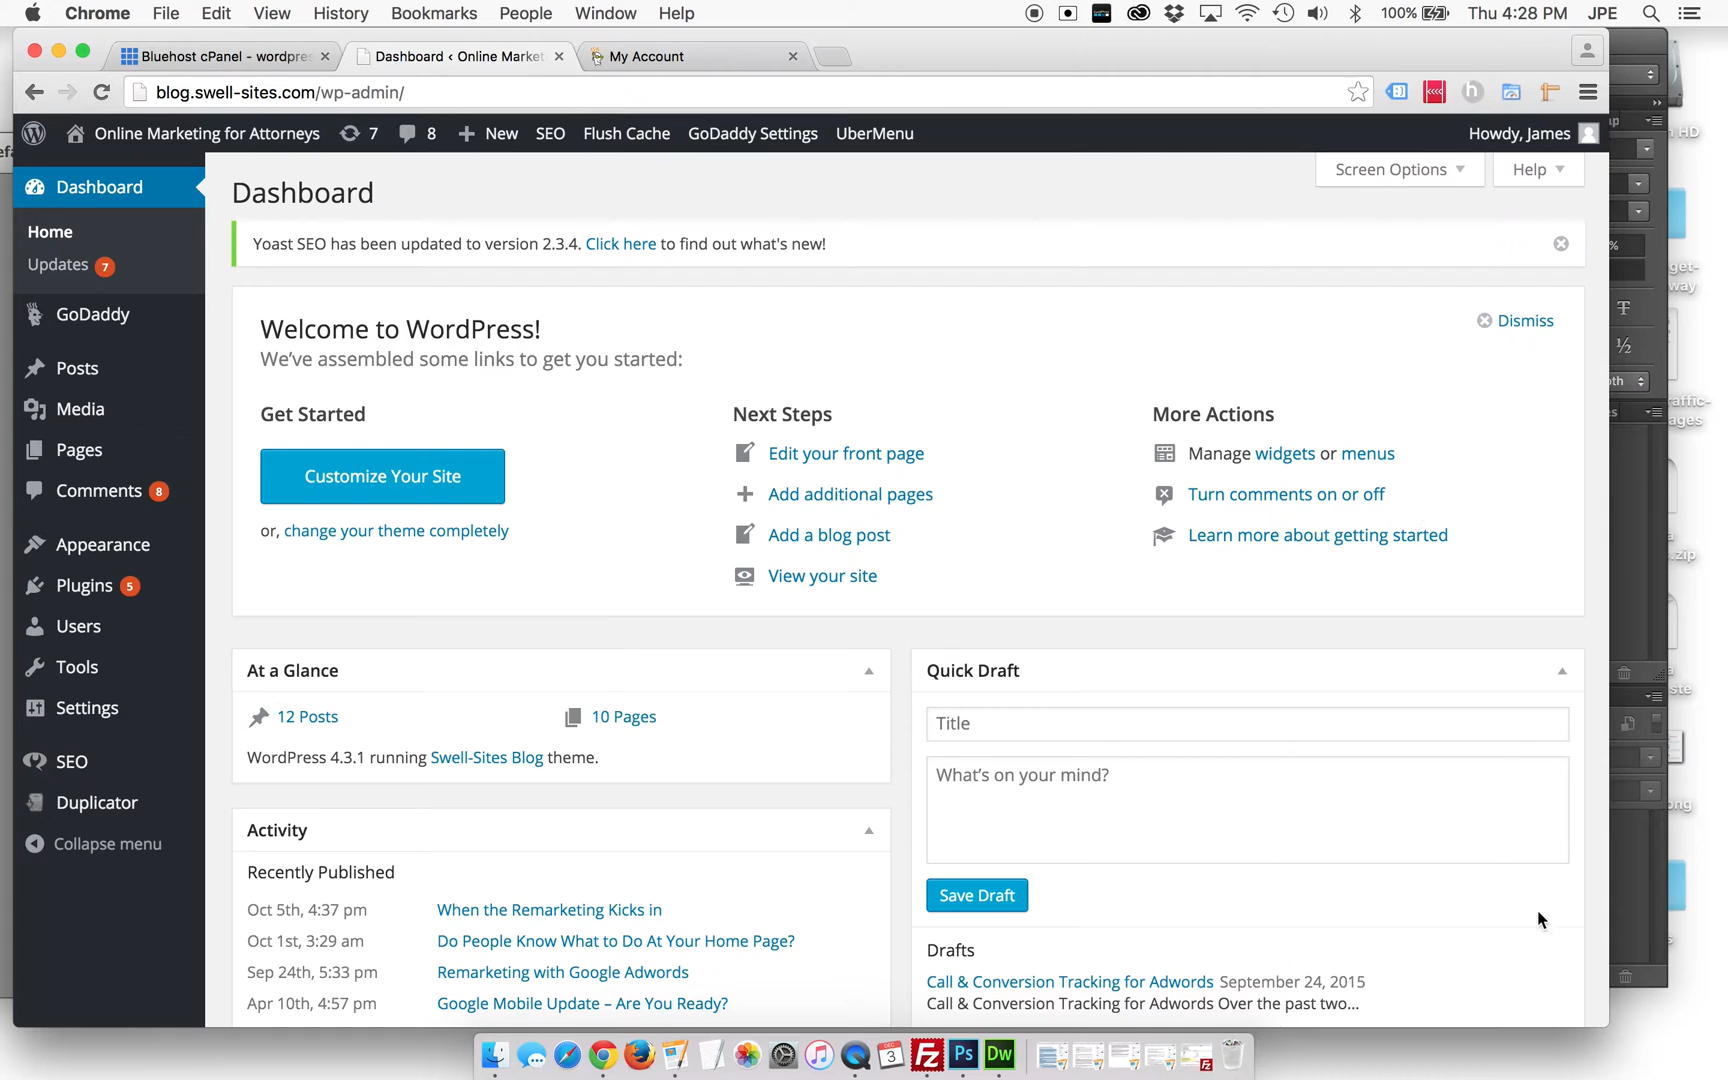 Chrome File Edit View History Bookmarks People Window Help 100% Thu 4:28 PM JPE
Bluehost cPanel - wordpres Dashboard ‹ Online Market My Account
blog.swell-sites.com/wp-admin/
Online Marketing for Attorneys 7 8 New SEO Flush Cache GoDaddy Settings UberMenu Howdy, James
Dashboard
Home
Updates 7
GoDaddy
Posts
Media
Pages
Comments 8
Appearance
Plugins 5
Users
Tools
Settings
SEO
Duplicator
Collapse menu
Screen Options Help
Dashboard
Yoast SEO has been updated to version 2.3.4. Click here to find out what's new!
Welcome to WordPress!
Dismiss
We've assembled some links to get you started:
Get Started
Customize Your Site
or, change your theme completely
Next Steps
Edit your front page
Add additional pages
Add a blog post
View your site
More Actions
Manage widgets or menus
Turn comments on or off
Learn more about getting started
At a Glance
12 Posts 10 Pages
WordPress 4.3.1 running Swell-Sites Blog theme.
Activity
Recently Published
Oct 5th, 4:37 pm When the Remarketing Kicks in
Oct 1st, 3:29 am Do People Know What to Do At Your Home Page?
Sep 24th, 5:33 pm Remarketing with Google Adwords
Apr 10th, 4:57 pm Google Mobile Update – Are You Ready?
Quick Draft
Title
What's on your mind?
Save Draft
Drafts
Call & Conversion Tracking for Adwords September 24, 2015
Call & Conversion Tracking for Adwords Over the past two...
DEC
3
Fz
Ps
Dw